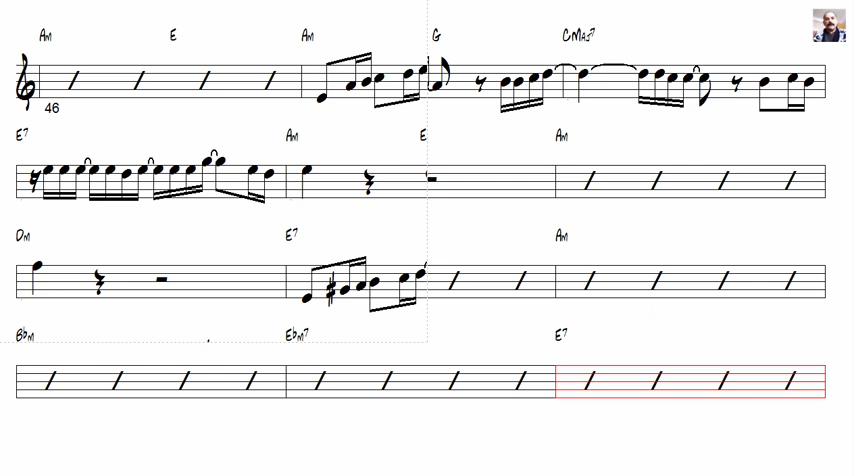 Am E Am G CMaj7
46
E7 Am E Am
Dm E7 Am
Bbm Ebm7 E7